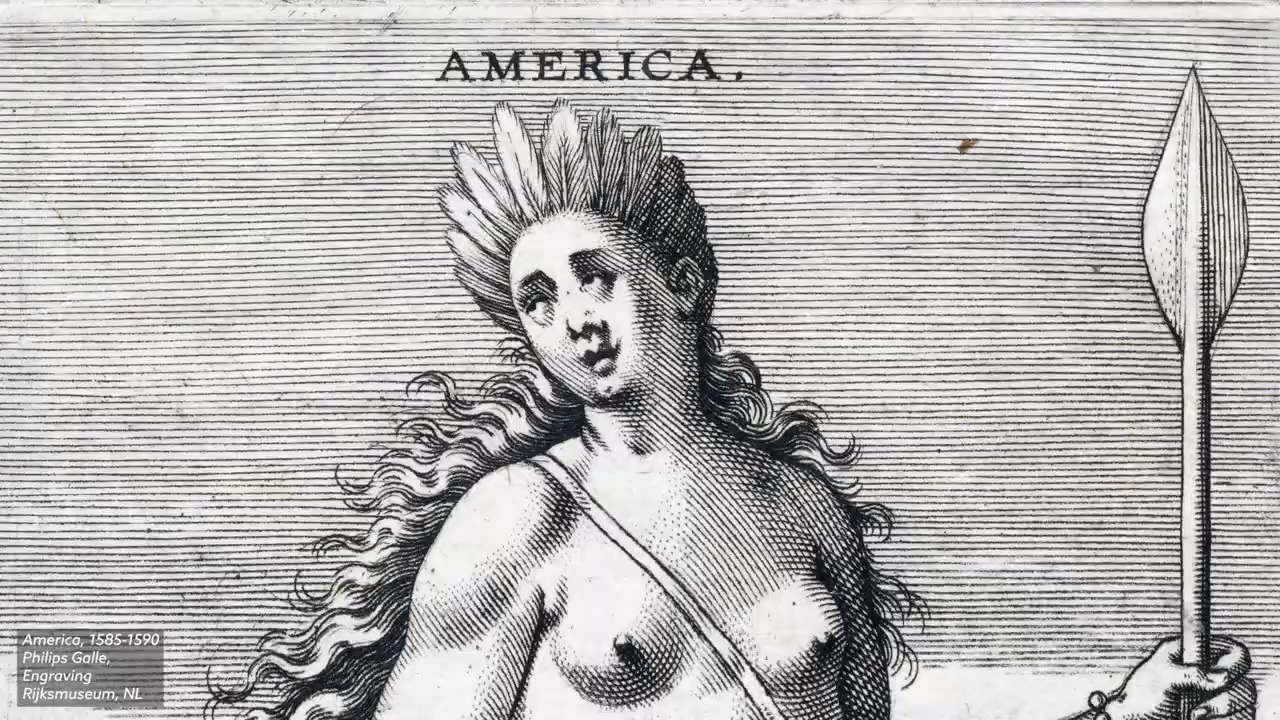 AMERICA.
America, 1585-1590
Philips Galle,
Engraving
Rijksmuseum, NL